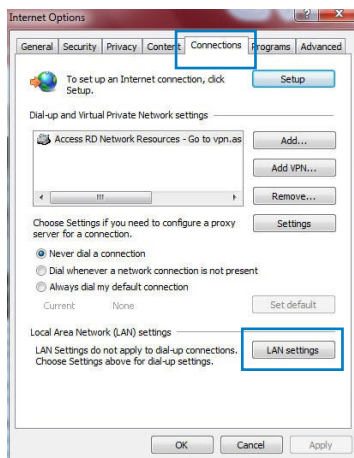 Internet Options
General Security Privacy Content Connections Programs Advanced
To set up an Internet connection, click
Setup.
Setup
Dial-up and Virtual Private Network settings
Access RD Network Resources - Go to vpn.as
Add...
Add VPN...
Remove...
Choose Settings if you need to configure a proxy
server for a connection.
Settings
Never dial a connection
Dial whenever a network connection is not present
Always dial my default connection
Current None
Set default
Local Area Network (LAN) settings
LAN Settings do not apply to dial-up connections.
Choose Settings above for dial-up settings.
LAN settings
OK Cancel Apply